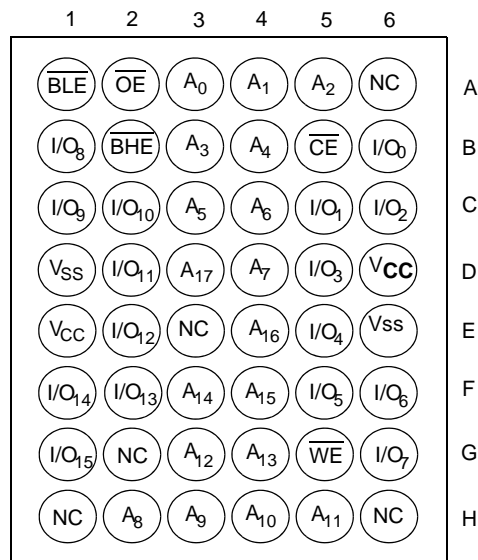 1 2 3 4 5 6
BLE OE A0 A1 A2 NC A
I/O8 BHE A3 A4 CE I/O0 B
I/O9 I/O10 A5 A6 I/O1 I/O2 C
VSS I/O11 A17 A7 I/O3 VCC D
VCC I/O12 NC A16 I/O4 Vss E
I/O14 I/O13 A14 A15 I/O5 I/O6 F
I/O15 NC A12 A13 WE I/O7 G
NC A8 A9 A10 A11 NC H